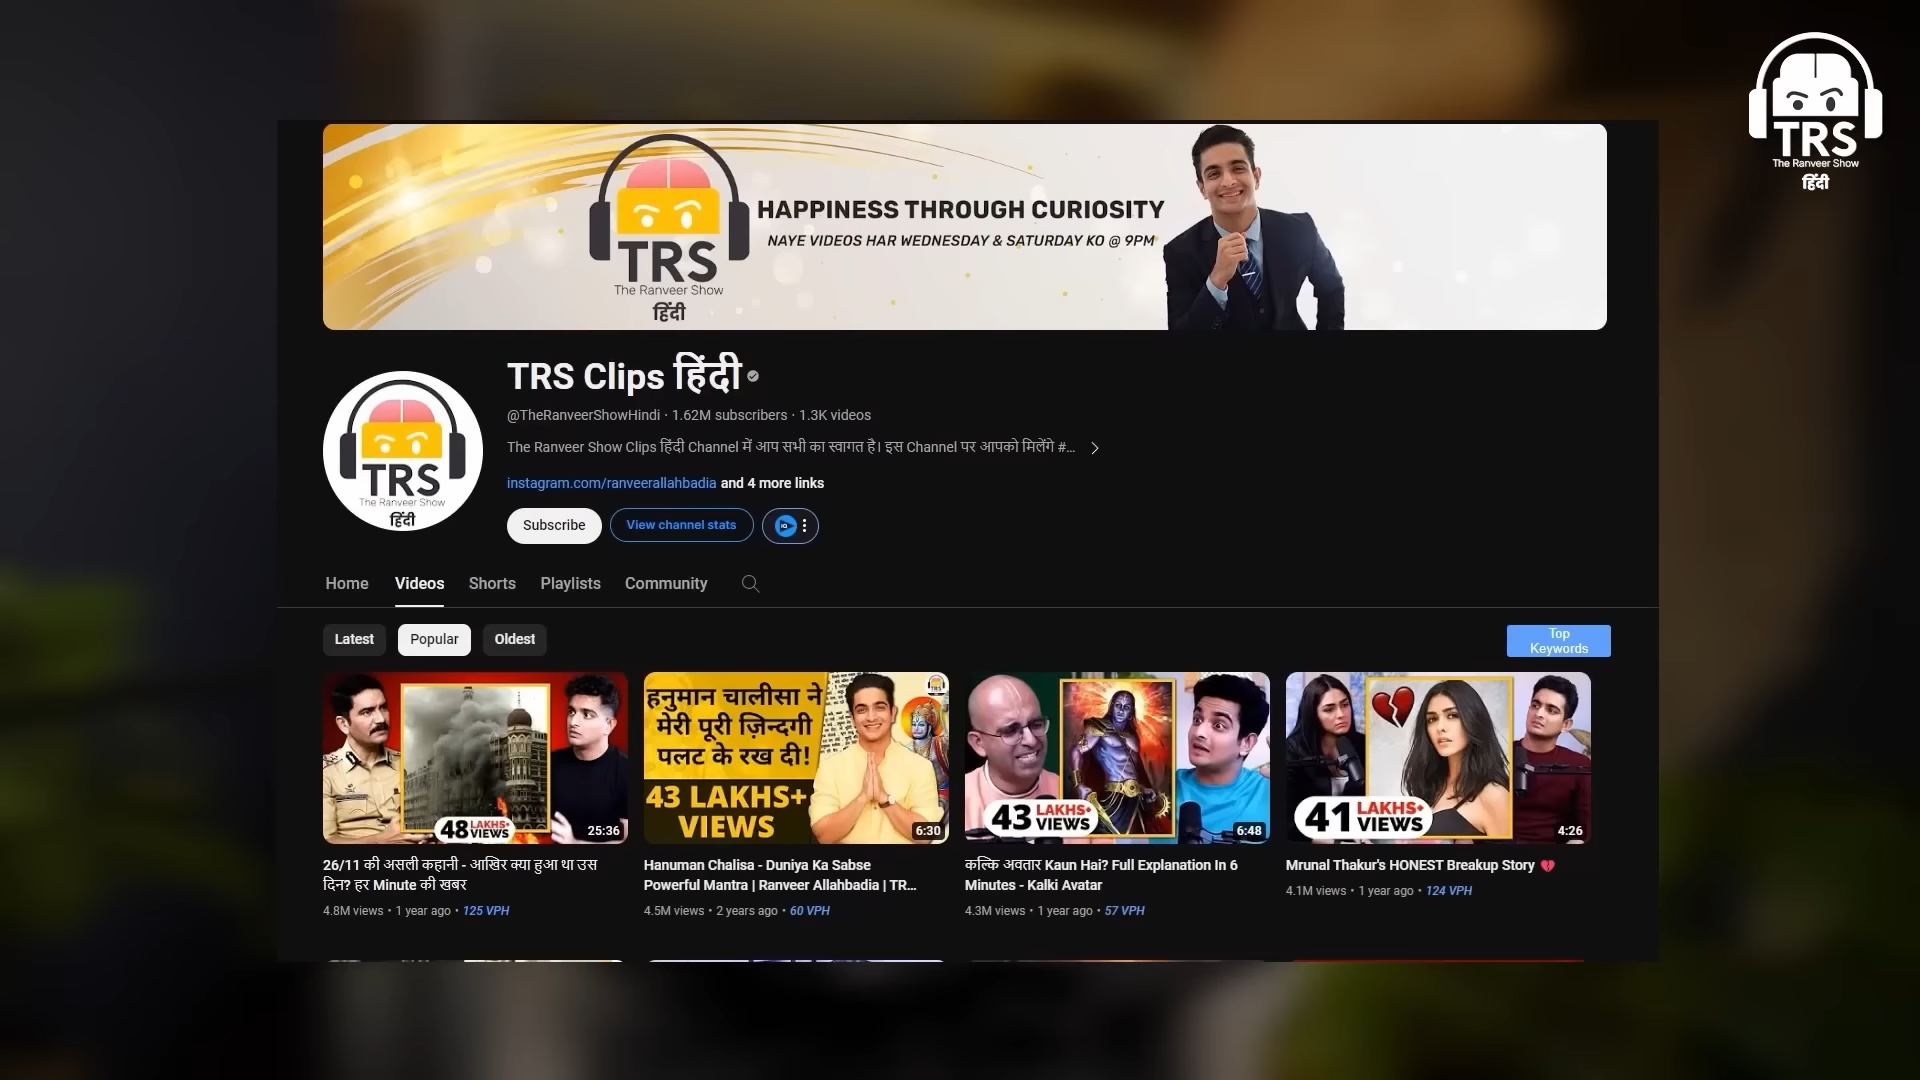 TRS
The Ranveer Show
हिंदी
TRS
The Ranveer Show
हिंदी
HAPPINESS THROUGH CURIOSITY
NAYE VIDEOS HAR WEDNESDAY & SATURDAY KO @ 9PM
TRS
The Ranveer Show
हिंदी
TRS Clips हिंदी
@TheRanveerShowHindi · 1.62M subscribers · 1.3K videos
The Ranveer Show Clips हिंदी Channel में आप सभी का स्वागत है। इस Channel पर आपको मिलेंगे #...
instagram.com/ranveerallahbadia and 4 more links
Subscribe
View channel stats
Home Videos Shorts Playlists Community
Latest Popular Oldest
Top
Keywords
48 LAKHS+
VIEWS
25:36
हनुमान चालीसा ने
मेरी पूरी ज़िन्दगी
पलट के रख दी!
43 LAKHS+
VIEWS
TRS
6:30
43 LAKHS+
VIEWS
6:48
41 LAKHS+
VIEWS
4:26
26/11 की असली कहानी - आखिर क्या हुआ था उस
दिन? हर Minute की खबर
4.8M views • 1 year ago • 125 VPH
Hanuman Chalisa - Duniya Ka Sabse
Powerful Mantra | Ranveer Allahbadia | TR...
4.5M views • 2 years ago • 60 VPH
कल्कि अवतार Kaun Hai? Full Explanation In 6
Minutes - Kalki Avatar
4.3M views • 1 year ago • 57 VPH
Mrunal Thakur's HONEST Breakup Story 💔
4.1M views • 1 year ago • 124 VPH